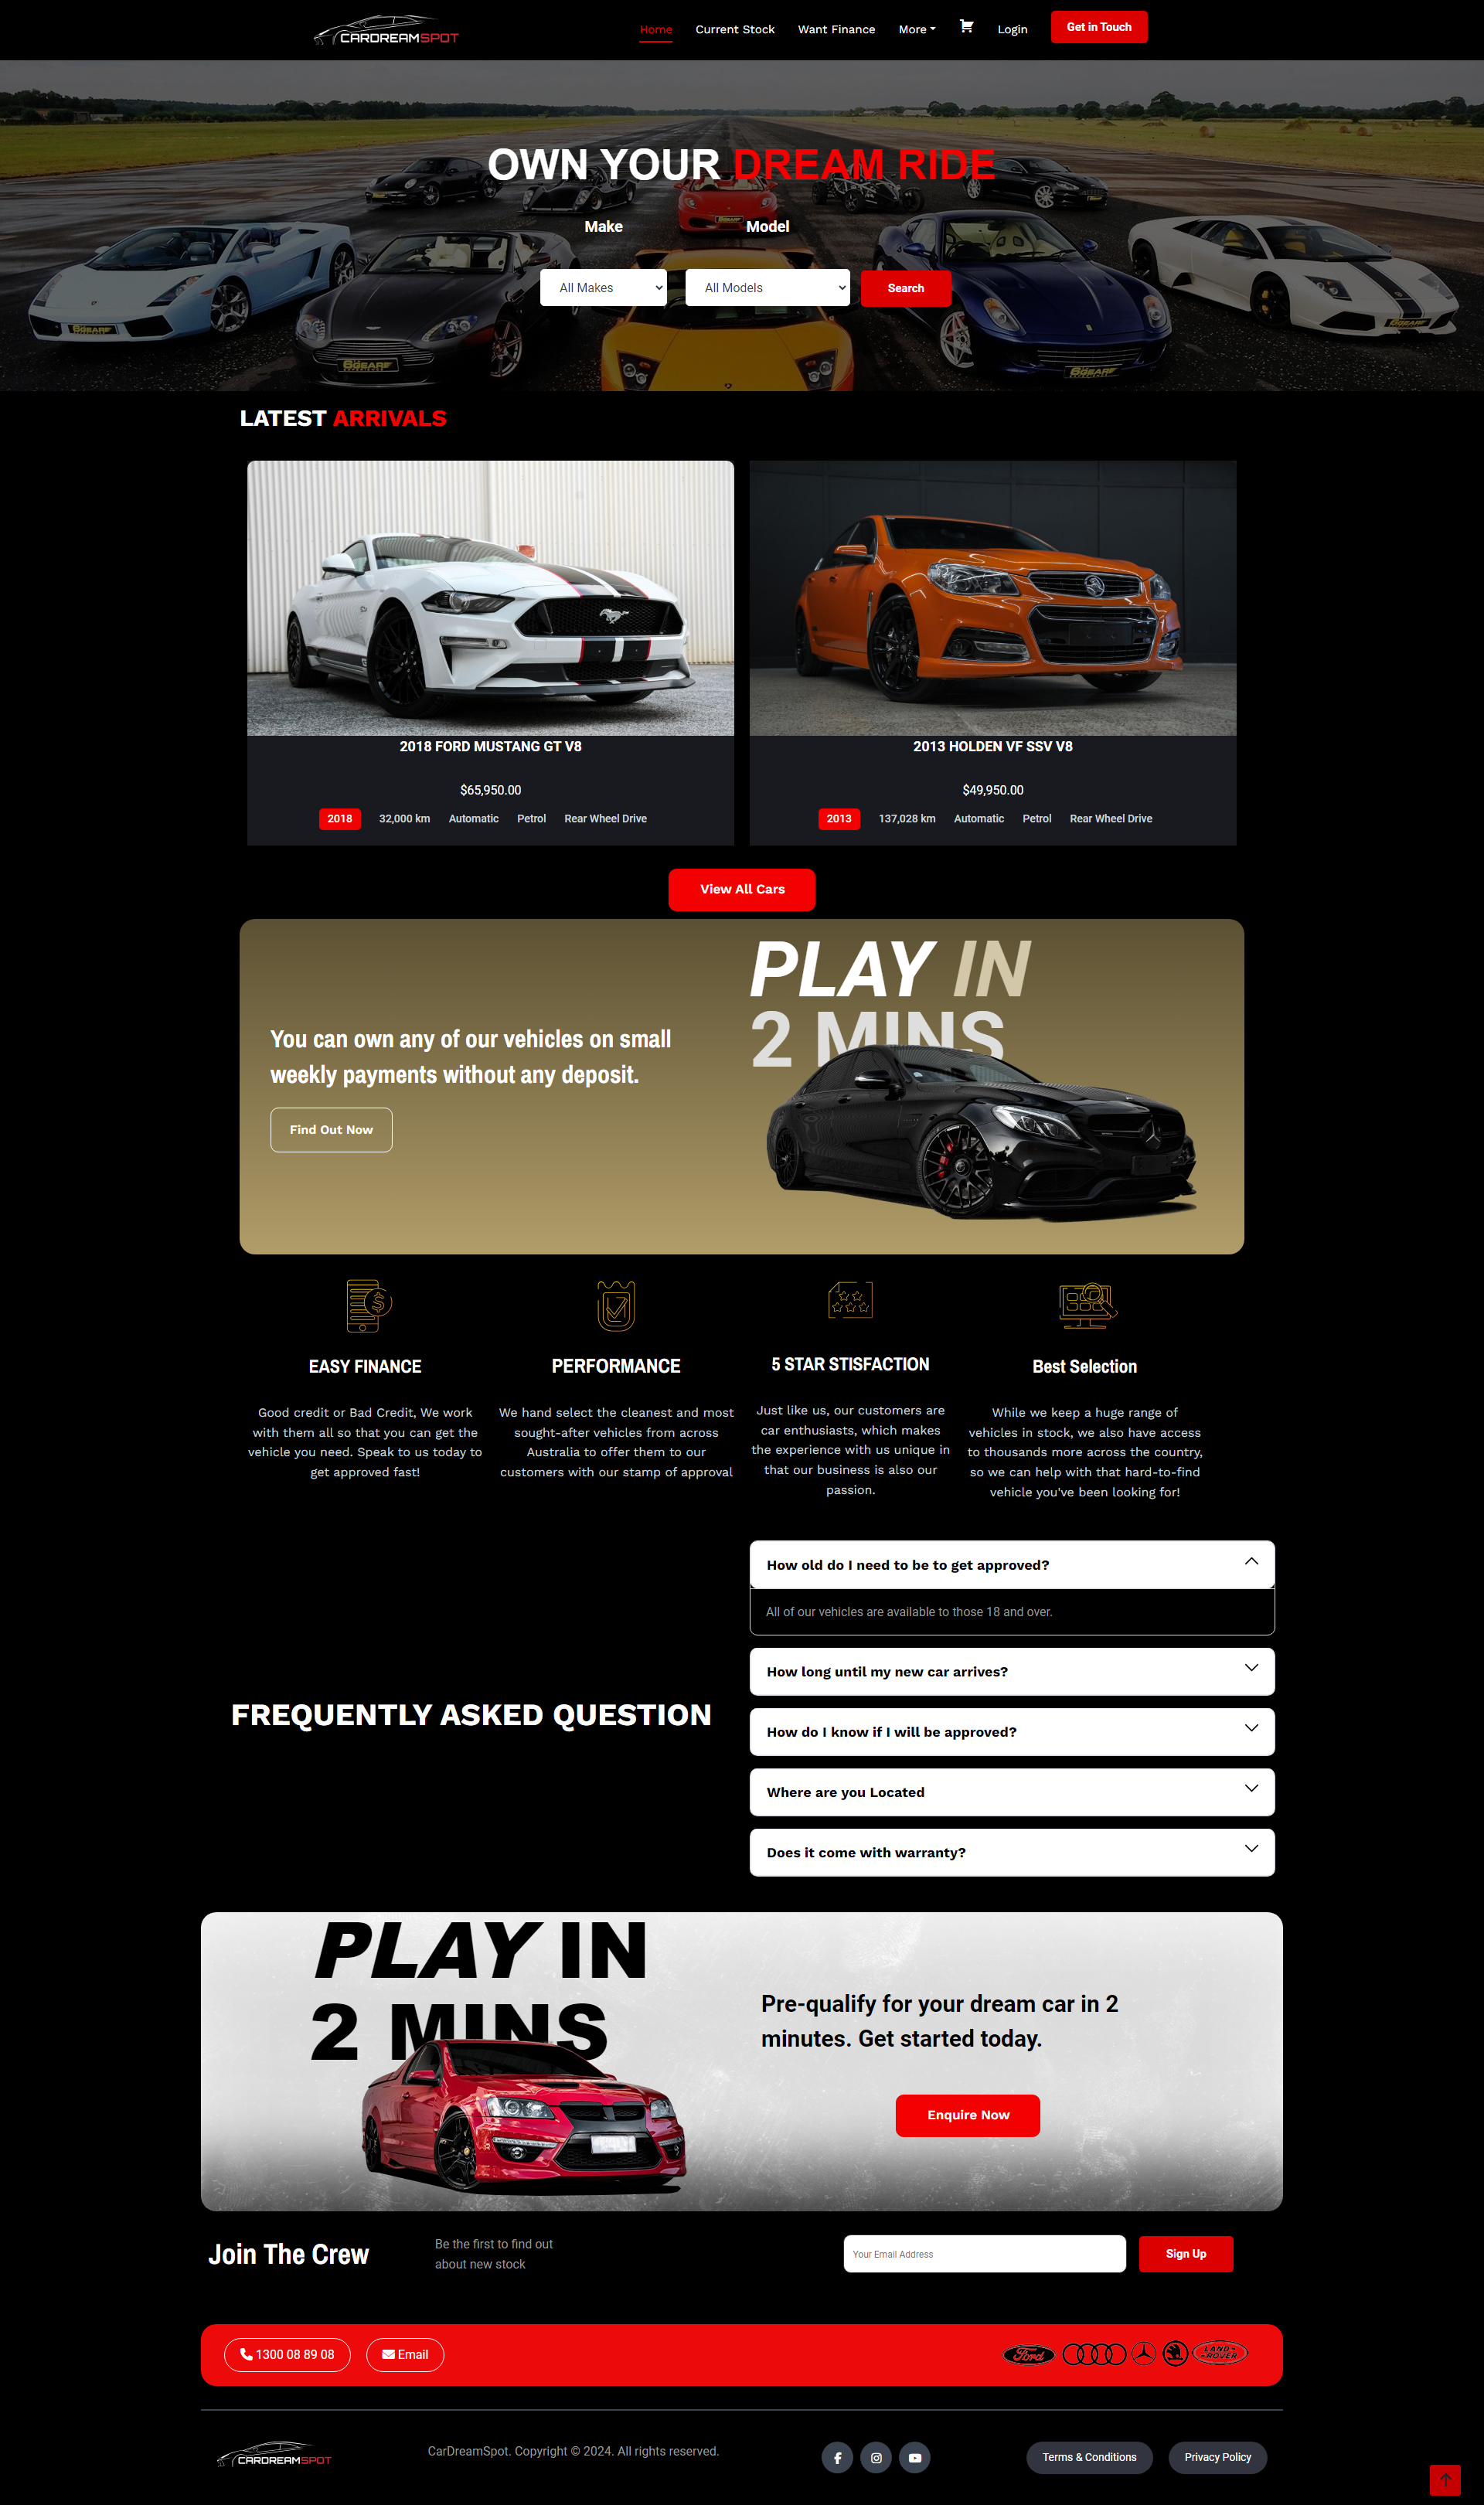 CARDREAMSPOT
Home
Current Stock
Want Finance
More
Login
Get in Touch
OWN YOUR DREAM RIDE
Make
Model
All Makes
All Models
Search
6GEAR
6GEAR
6GEAR
6GEAR
LATEST ARRIVALS
2018 FORD MUSTANG GT V8
$65,950.00
2018
32,000 km
Automatic
Petrol
Rear Wheel Drive
2013 HOLDEN VF SSV V8
$49,950.00
2013
137,028 km
Automatic
Petrol
Rear Wheel Drive
View All Cars
You can own any of our vehicles on small
weekly payments without any deposit.
Find Out Now
PLAY IN
2 MINS
EASY FINANCE
Good credit or Bad Credit, We work
with them all so that you can get the
vehicle you need. Speak to us today to
get approved fast!
PERFORMANCE
We hand select the cleanest and most
sought-after vehicles from across
Australia to offer them to our
customers with our stamp of approval
5 STAR STISFACTION
Just like us, our customers are
car enthusiasts, which makes
the experience with us unique in
that our business is also our
passion.
Best Selection
While we keep a huge range of
vehicles in stock, we also have access
to thousands more across the country,
so we can help with that hard-to-find
vehicle you've been looking for!
FREQUENTLY ASKED QUESTION
How old do I need to be to get approved?
All of our vehicles are available to those 18 and over.
How long until my new car arrives?
How do I know if I will be approved?
Where are you Located
Does it come with warranty?
PLAY IN
2 MINS
Pre-qualify for your dream car in 2
minutes. Get started today.
Enquire Now
Join The Crew
Be the first to find out
about new stock
Your Email Address
Sign Up
1300 08 89 08
Email
Ford
LAND-
-ROVER
CARDREAMSPOT
CarDreamSpot. Copyright © 2024. All rights reserved.
Terms & Conditions
Privacy Policy